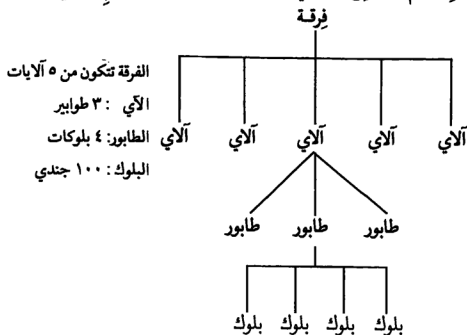 فِرقة
الفرقة تتكون من ٥ آلايات
الآي : ٣ طوابير
الطابور: ٤ بلوكات
البلوك: ١٠٠ جندي
آلاي آلاي آلاي آلاي آلاي
طابور طابور طابور
بلوك بلوك بلوك بلوك